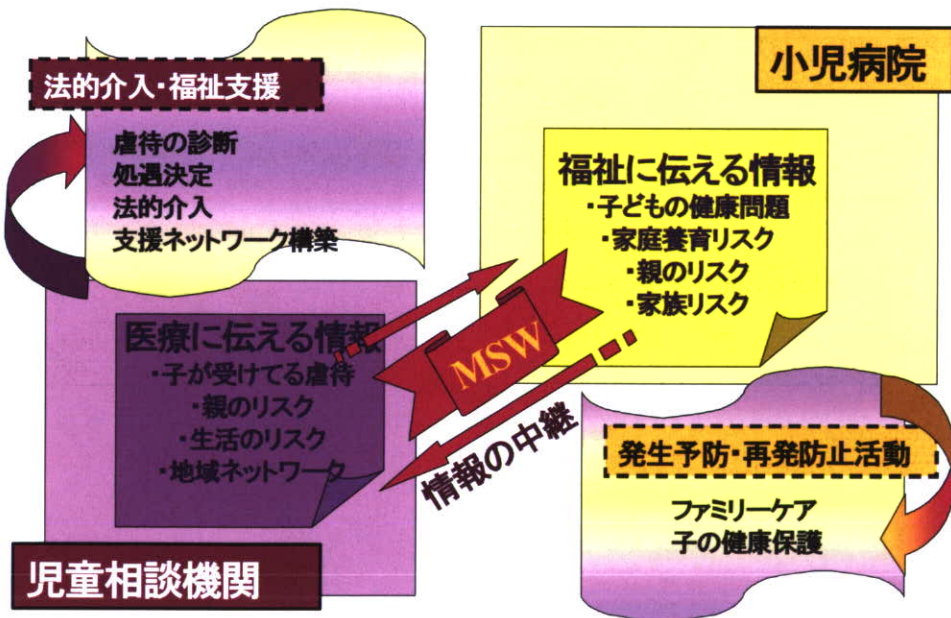 法的介入・福祉支援
虐待の診断
処遇決定
法的介入
支援ネットワーク構築
小児病院
福祉に伝える情報
・子どもの健康問題
・家庭養育リスク
・親のリスク
・家族リスク
医療に伝える情報
・子が受けてる虐待
・親のリスク
・生活のリスク
・地域ネットワーク
MSW
情報の中継
発生予防・再発防止活動
ファミリーケア
子の健康保護
児童相談機関